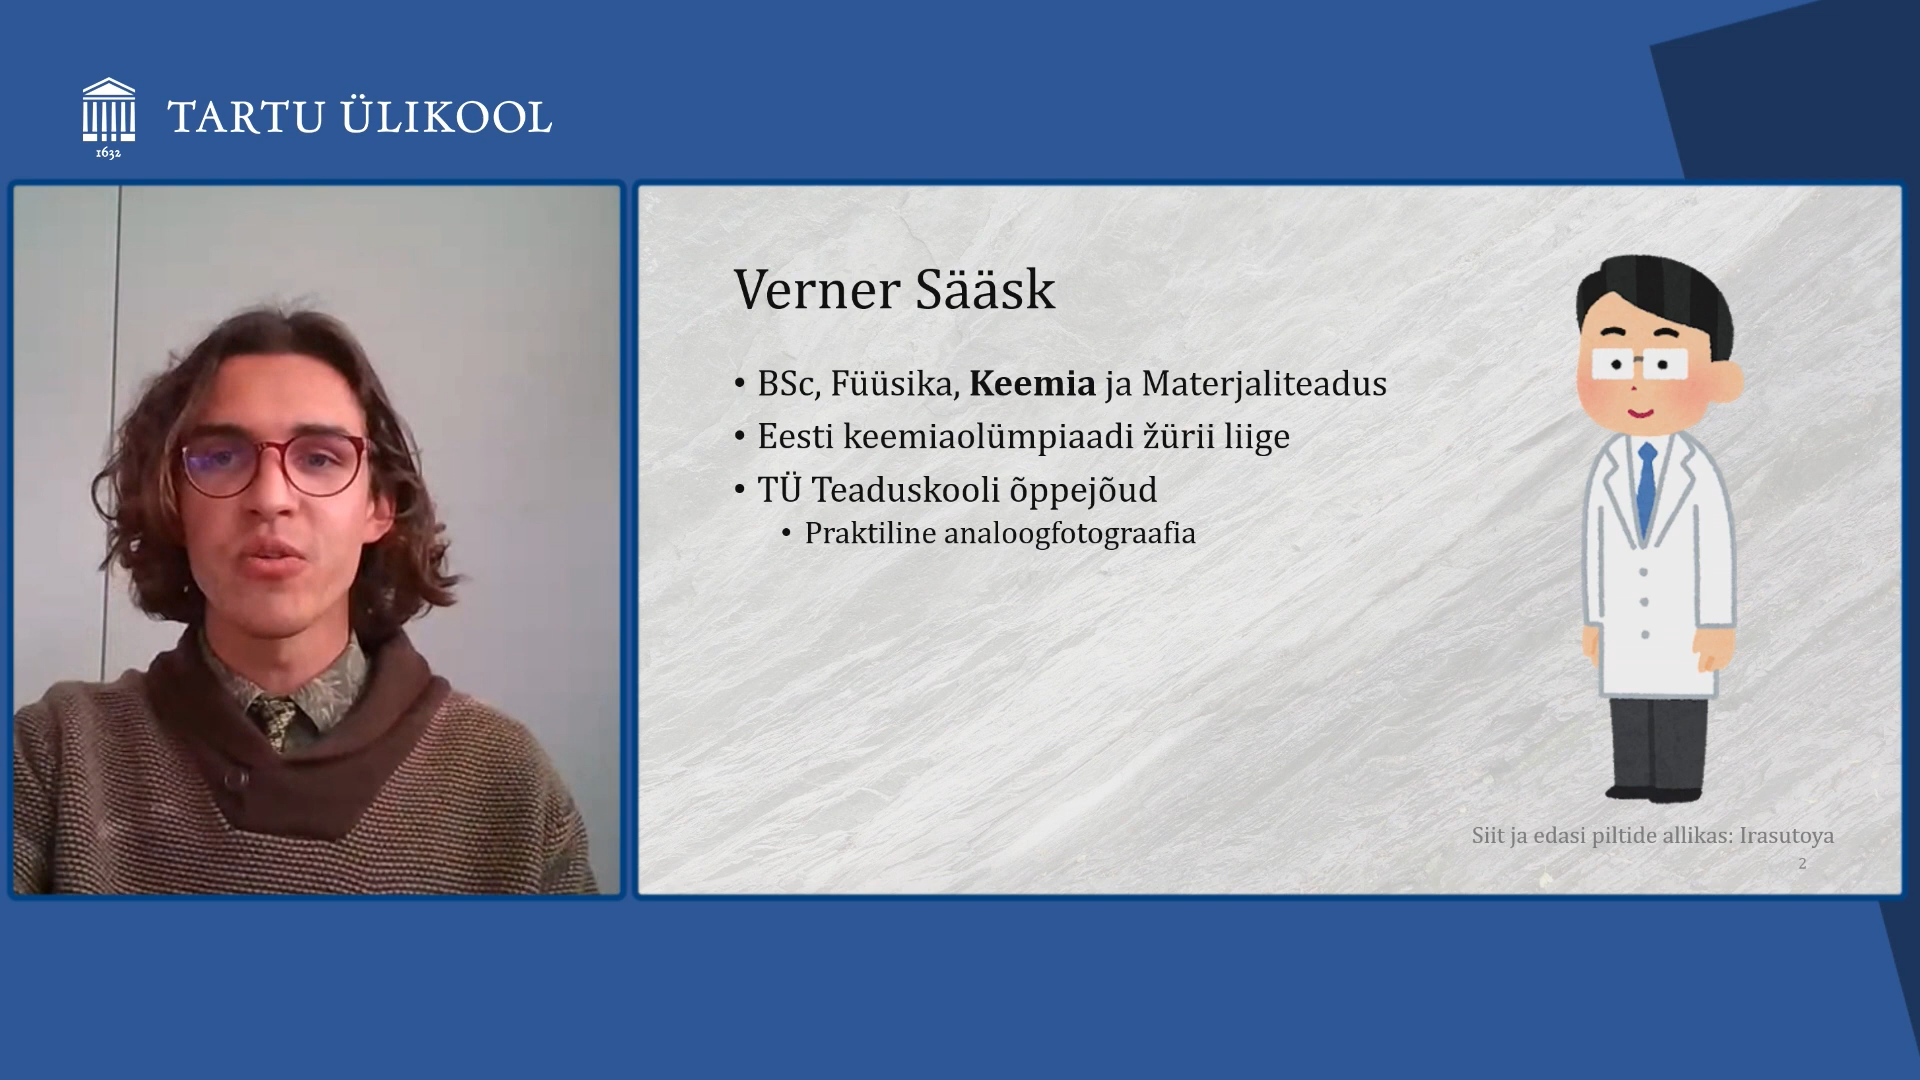 1632
TARTU ÜLIKOOL
Verner Sääsk
• BSc, Füüsika, Keemia ja Materjaliteadus
• Eesti keemiaolümpiaadi žürii liige
• TÜ Teaduskooli õppejõud
• Praktiline analoogfotograafia
Siit ja edasi piltide allikas: Irasutoya
2